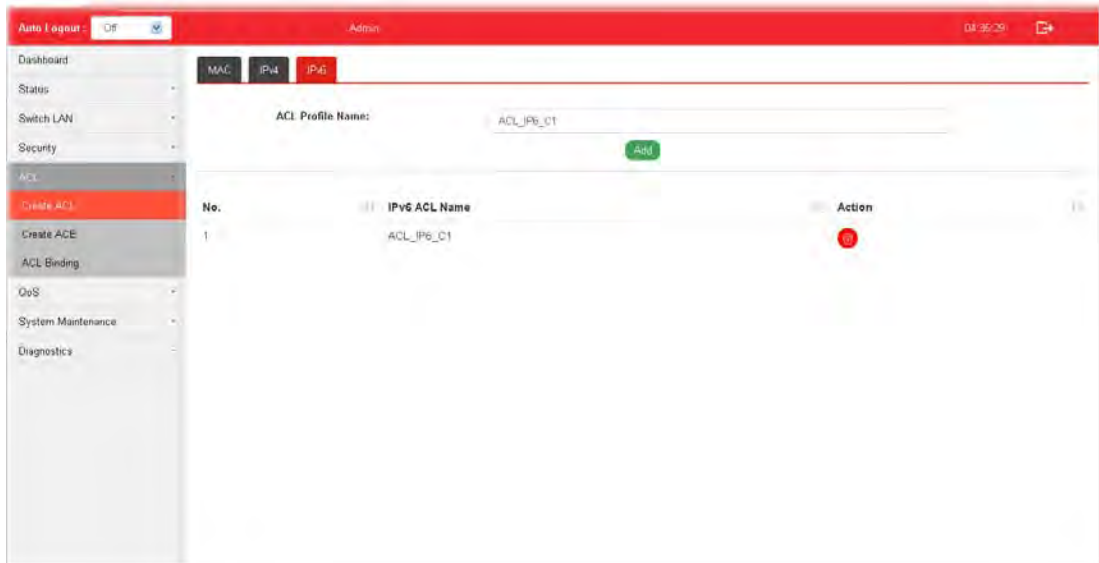 Auto Logout : Off Admin 04:35:29
Dashboard
Status
Switch LAN
Security
ACL
Create ACL
Create ACE
ACL Binding
QoS
System Maintenance
Diagnostics
MAC IPv4 IPv6
ACL Profile Name: ACL_IP6_C1
Add
No. IPv6 ACL Name Action
1 ACL_IP6_C1